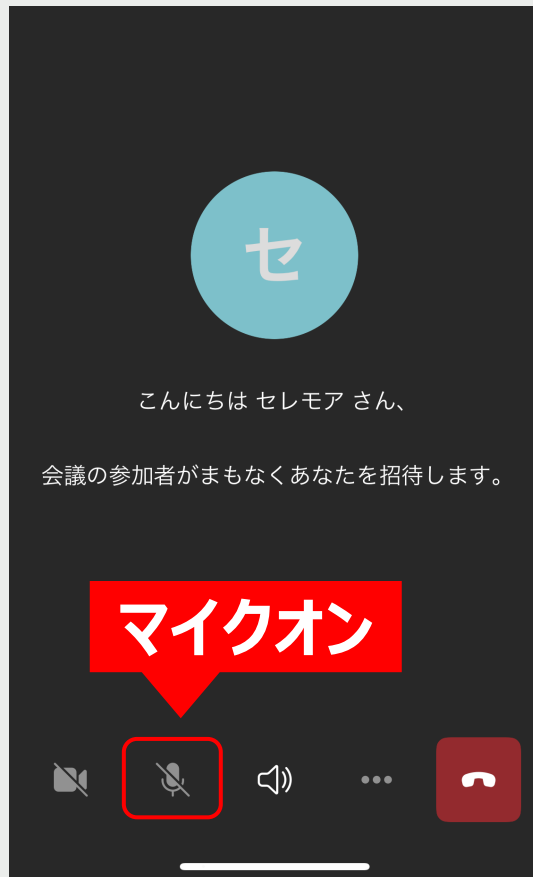 セ
こんにちは セレモア さん、
会議の参加者がまもなくあなたを招待します。
マイクオン